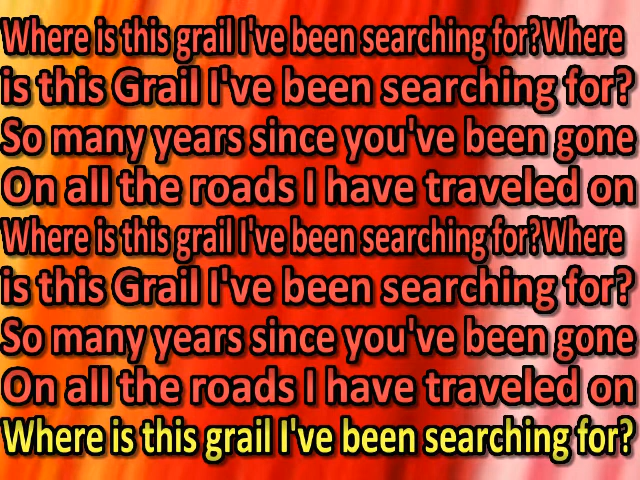 Where is this grail I've been searching for?Where
is this Grail I've been searching for?
So many years since you've been gone
On all the roads I have traveled on
Where is this grail I've been searching for?Where
is this Grail I've been searching for?
So many years since you've been gone
On all the roads I have traveled on
Where is this grail I've been searching for?